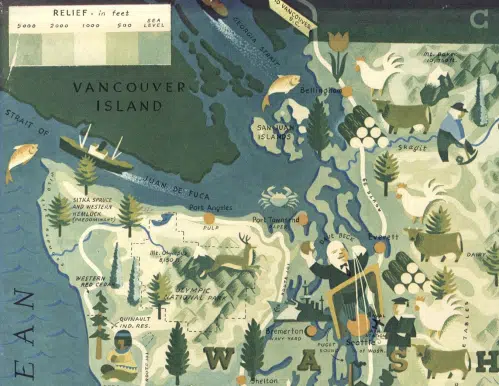 RELIEF - in feet
5000 2000 1000 500 SEA
LEVEL
VANCOUVER
ISLAND
GEORGIA STRAIT
VANCOUVER
B.C.
C
Mt. Baker
Bellingham
SAN JUAN
ISLANDS
Skagit
STRAIT OF
JUAN DE FUCA
SITKA SPRUCE
AND WESTERN
HEMLOCK
(PREDOMINANT)
Port Angeles
PULP
Port Townsend
PAPER
Everett
DAIRY
Mt. Olympus
OLYMPIC
NATIONAL PARK
WESTERN
RED CEDAR
QUINAULT
IND. RES.
Bremerton
NAVY YARD
PUGET
SOUND
Seattle
VEGETABLES
EAN
W A S H
Shelton